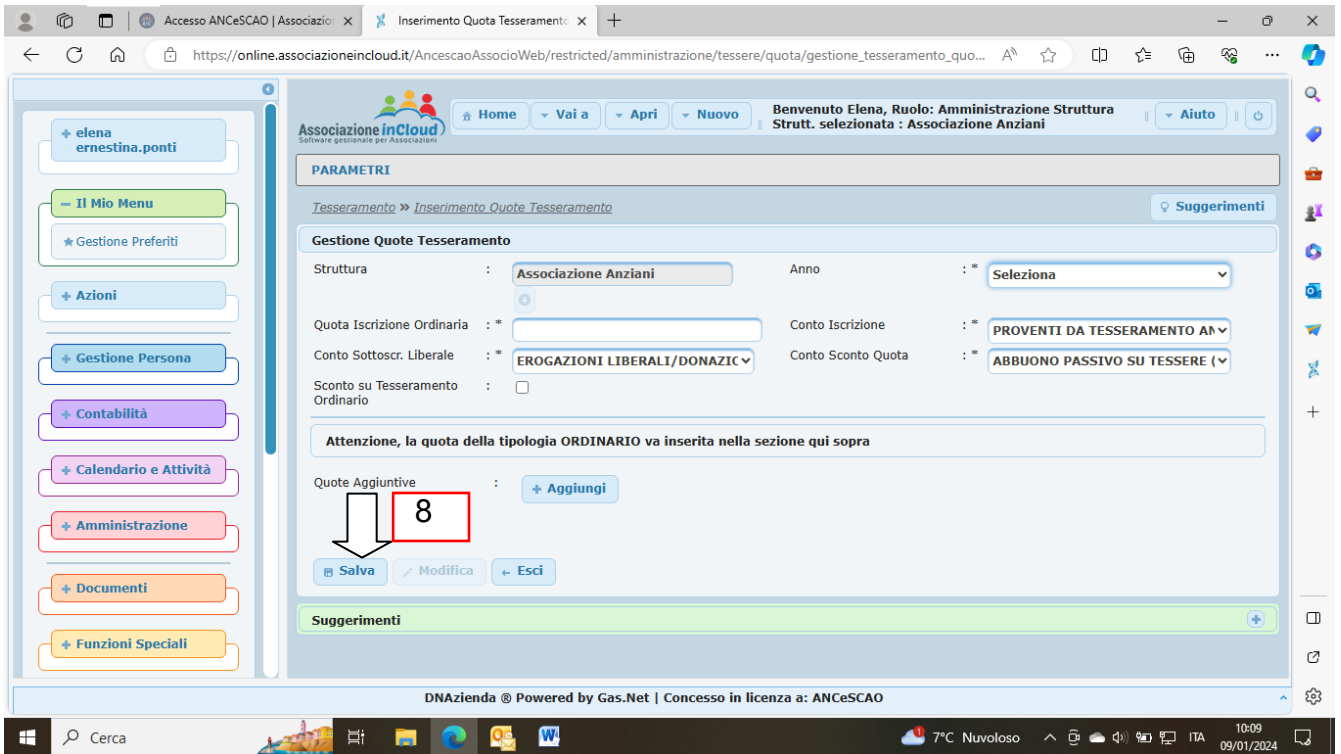 Accesso ANCeSCAO | Associazion
Inserimento Quota Tesseramento
https://online.associazioneincloud.it/AncescaoAssocioWeb/restricted/amministrazione/tessere/quota/gestione_tesseramento_quo...
+ elena
ernestina.ponti
Il Mio Menu
Gestione Preferiti
+ Azioni
+ Gestione Persona
+ Contabilità
+ Calendario e Attività
+ Amministrazione
+ Documenti
+ Funzioni Speciali
Associazione inCloud
Software gestionale per Associazioni
Home
Vai a
Apri
Nuovo
Benvenuto Elena, Ruolo: Amministrazione Struttura
Strutt. selezionata : Associazione Anziani
Aiuto
PARAMETRI
Tesseramento » Inserimento Quote Tesseramento
Suggerimenti
Gestione Quote Tesseramento
Struttura : Associazione Anziani
Anno : * Seleziona
Quota Iscrizione Ordinaria : *
Conto Iscrizione : * PROVENTI DA TESSERAMENTO AN
Conto Sottoscr. Liberale : * EROGAZIONI LIBERALI/DONAZIC
Conto Sconto Quota : * ABBUONO PASSIVO SU TESSERE (
Sconto su Tesseramento :
Ordinario
Attenzione, la quota della tipologia ORDINARIO va inserita nella sezione qui sopra
Quote Aggiuntive : + Aggiungi
8
Salva
Modifica
← Esci
Suggerimenti
DNAzienda ® Powered by Gas.Net | Concesso in licenza a: ANCeSCAO
Cerca
7°C Nuvoloso
ITA
10:09
09/01/2024